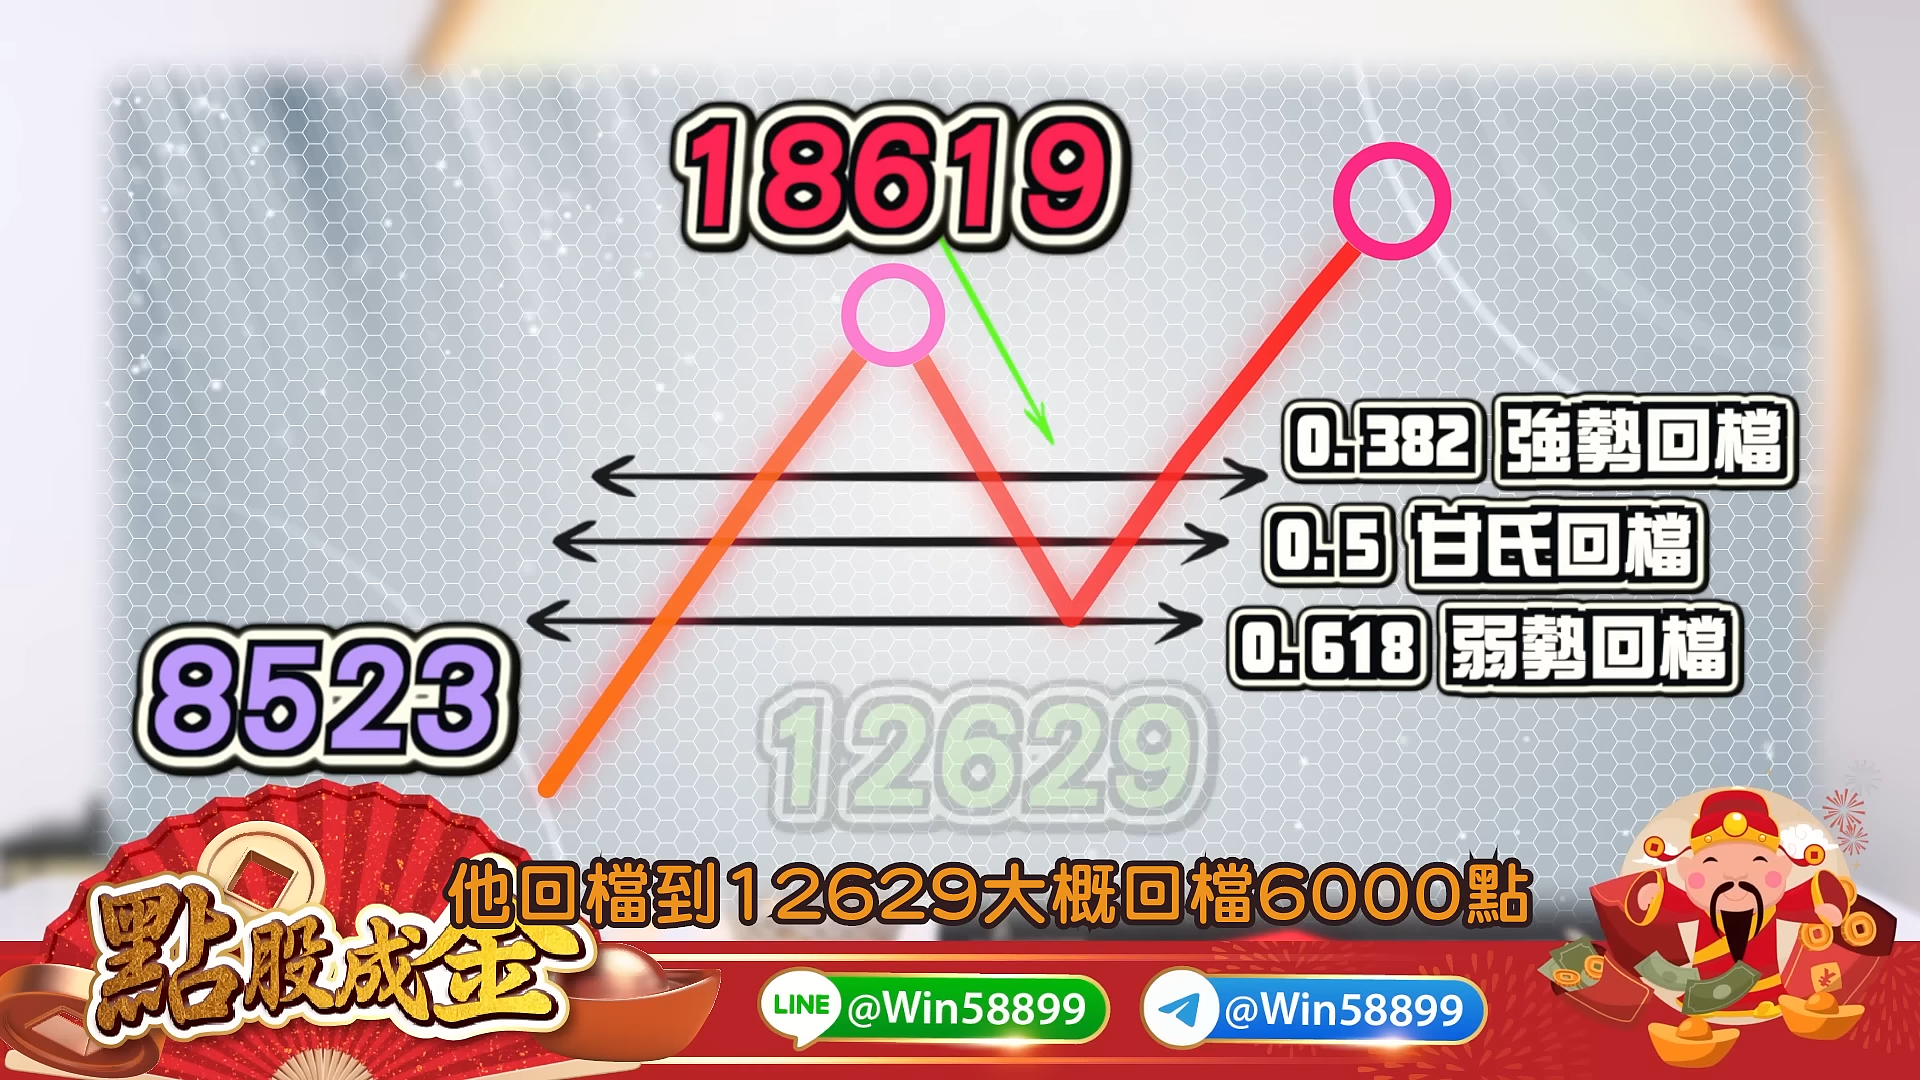 18619
0.382 強勢回檔
0.5 甘氏回檔
0.618 弱勢回檔
8523
12629
他回檔到12629大概回檔6000點
點股成金
LINE @Win58899
@Win58899